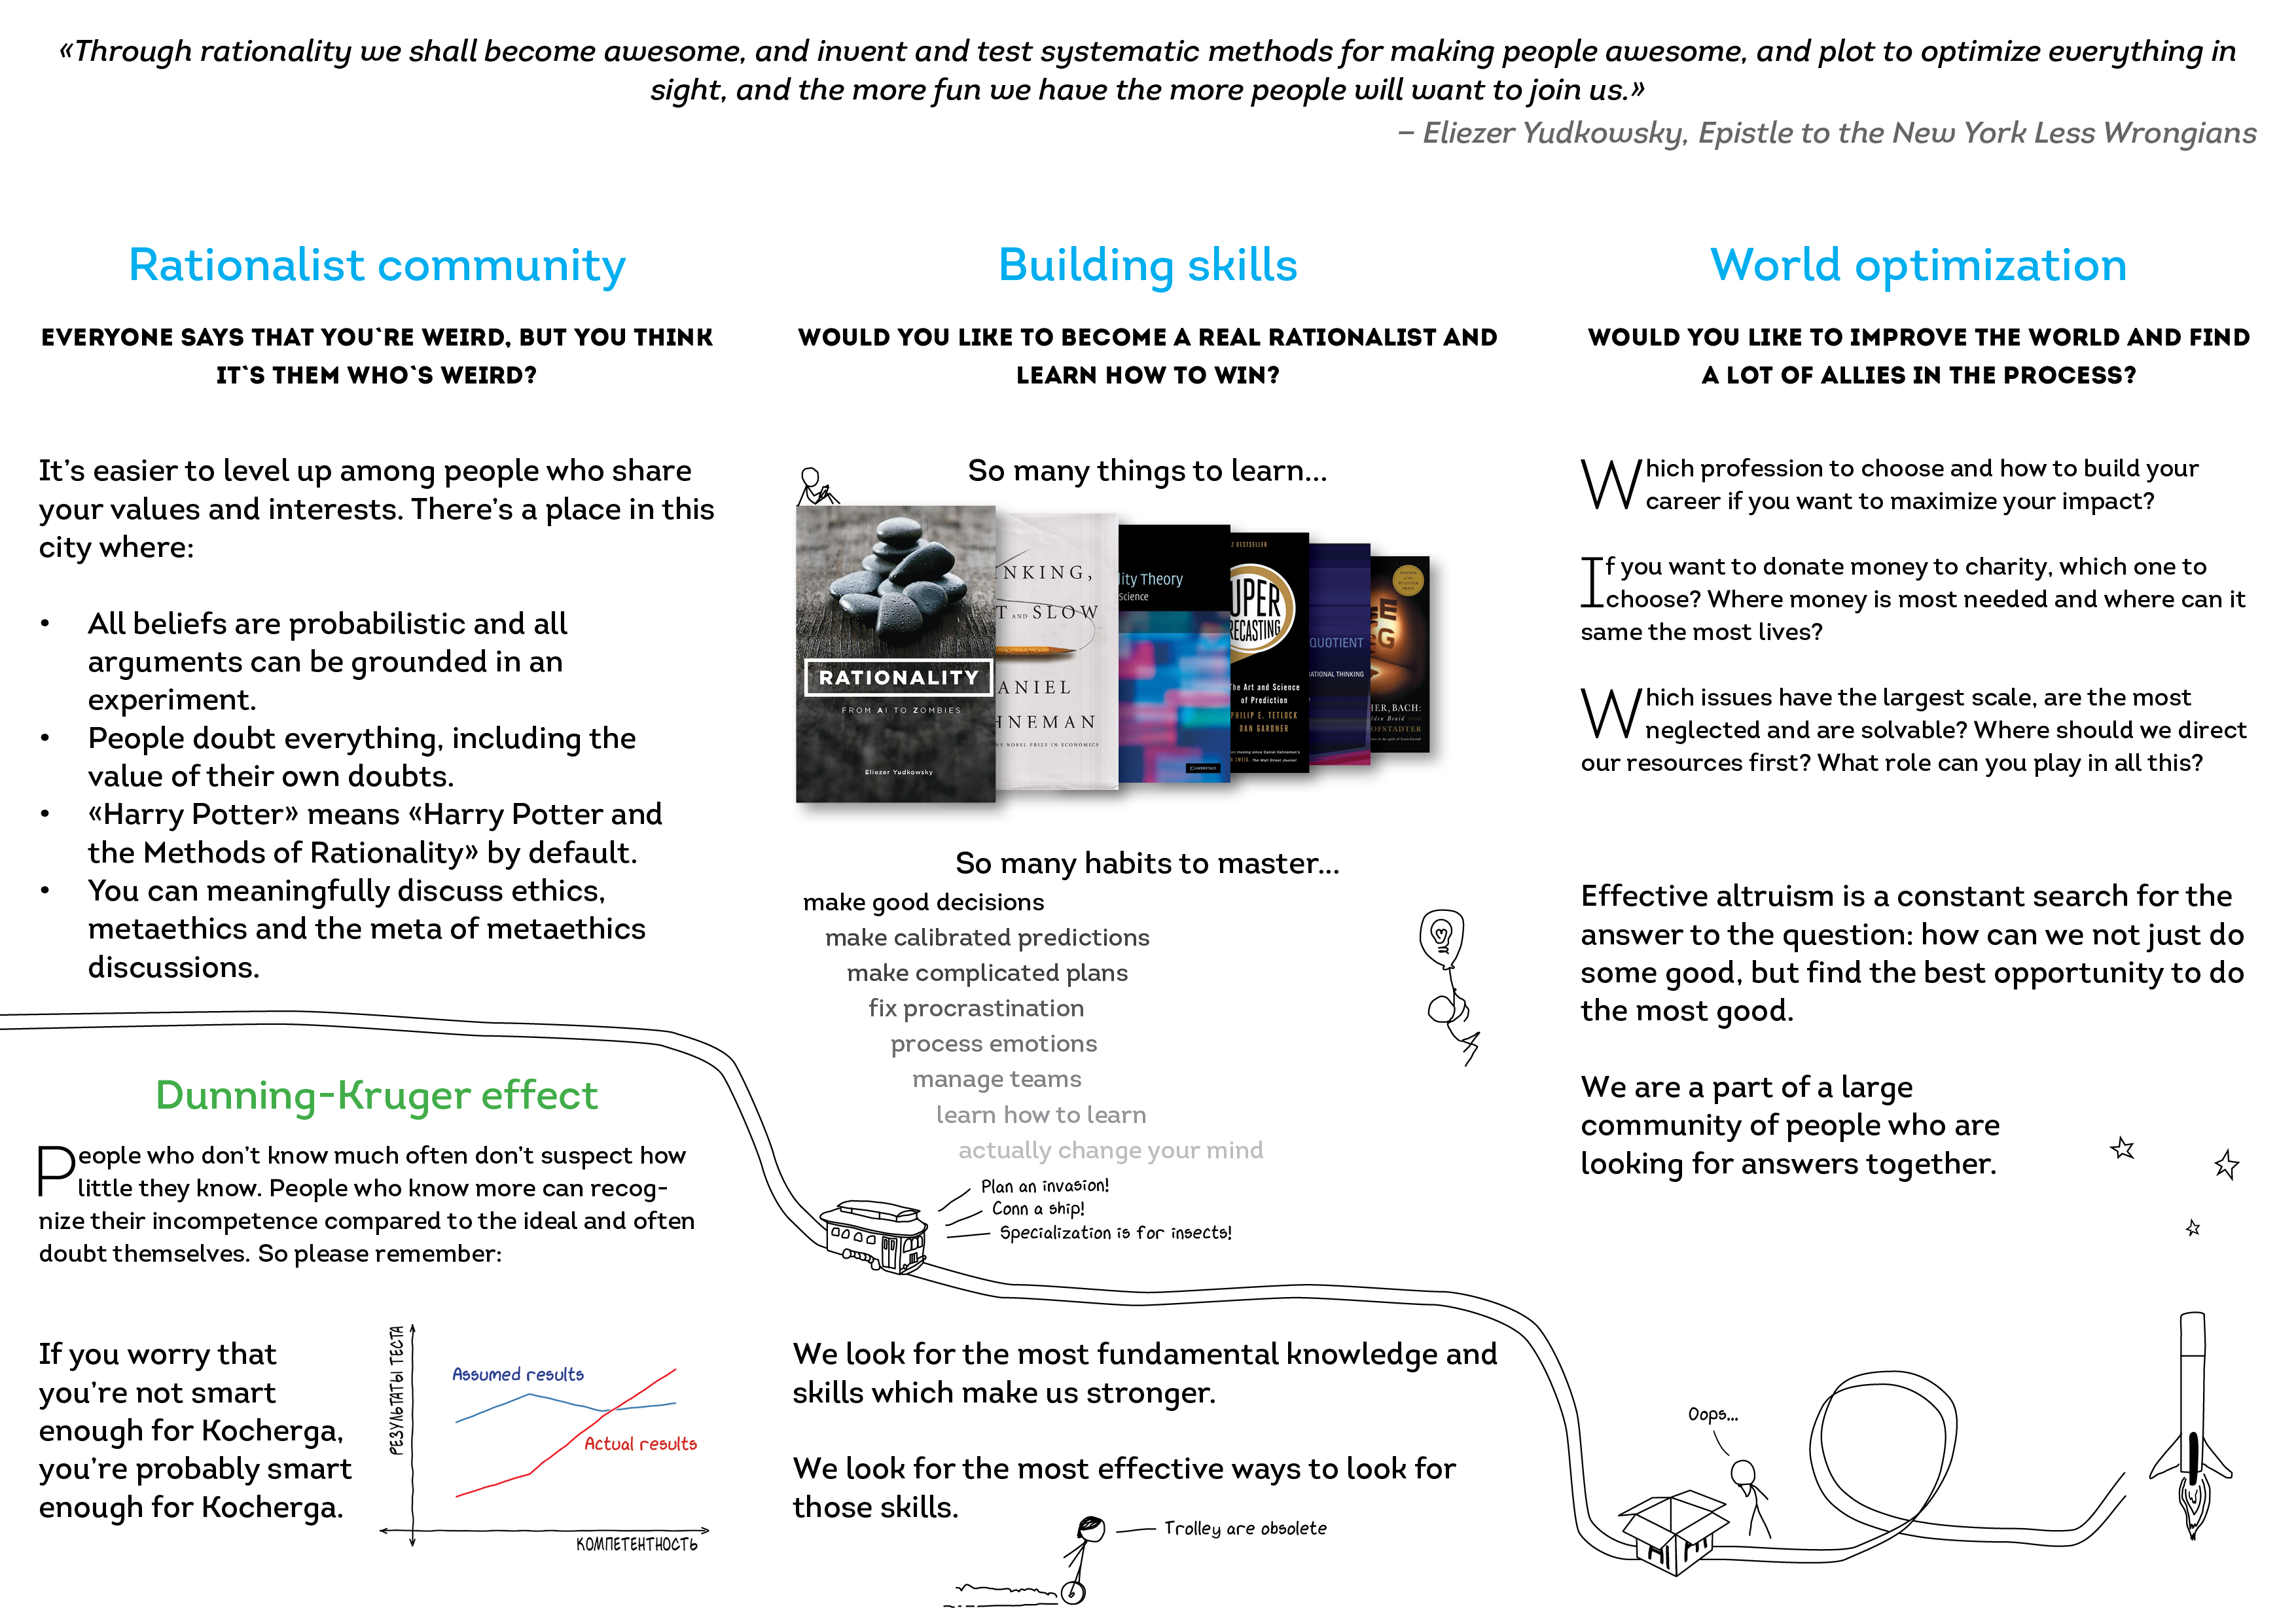 «Through rationality we shall become awesome, and invent and test systematic methods for making people awesome, and plot to optimize everything in
sight, and the more fun we have the more people will want to join us.»
– Eliezer Yudkowsky, Epistle to the New York Less Wrongians
Rationalist community
EVERYONE SAYS THAT YOU`RE WEIRD, BUT YOU THINK
IT`S THEM WHO`S WEIRD?
It's easier to level up among people who share
your values and interests. There's a place in this
city where:
• All beliefs are probabilistic and all
arguments can be grounded in an
experiment.
• People doubt everything, including the
value of their own doubts.
• «Harry Potter» means «Harry Potter and
the Methods of Rationality» by default.
• You can meaningfully discuss ethics,
metaethics and the meta of metaethics
discussions.
Dunning-Kruger effect
People who don't know much often don't suspect how
little they know. People who know more can recog-
nize their incompetence compared to the ideal and often
doubt themselves. So please remember:
If you worry that
you're not smart
enough for Kocherga,
you're probably smart
enough for Kocherga.
РЕЗУЛЬТАТЫ ТЕСТА
Assumed results
Actual results
КОМПЕТЕНТНОСТЬ
Building skills
WOULD YOU LIKE TO BECOME A REAL RATIONALIST AND
LEARN HOW TO WIN?
So many things to learn...
RATIONALITY
FROM AI TO ZOMBIES
Eliezer Yudkowsky
NKING,
T AND SLOW
ANIEL
HNEMAN
HE NOBEL PRIZE IN ECONOMICS
lity Theory
Science
CAMBRIDGE
BESTSELLER
UPER
RECASTING
The Art and Science
of Prediction
PHILIP E. TETLOCK
DAN GARDNER
QUOTIENT
RATIONAL THINKING
HER, BACH:
lden Braid
OFSTADTER
So many habits to master...
make good decisions
make calibrated predictions
make complicated plans
fix procrastination
process emotions
manage teams
learn how to learn
actually change your mind
Plan an invasion!
Conn a ship!
Specialization is for insects!
We look for the most fundamental knowledge and
skills which make us stronger.
We look for the most effective ways to look for
those skills.
Trolley are obsolete
World optimization
WOULD YOU LIKE TO IMPROVE THE WORLD AND FIND
A LOT OF ALLIES IN THE PROCESS?
Which profession to choose and how to build your
career if you want to maximize your impact?
If you want to donate money to charity, which one to
choose? Where money is most needed and where can it
same the most lives?
Which issues have the largest scale, are the most
neglected and are solvable? Where should we direct
our resources first? What role can you play in all this?
Effective altruism is a constant search for the
answer to the question: how can we not just do
some good, but find the best opportunity to do
the most good.
We are a part of a large
community of people who are
looking for answers together.
Oops...